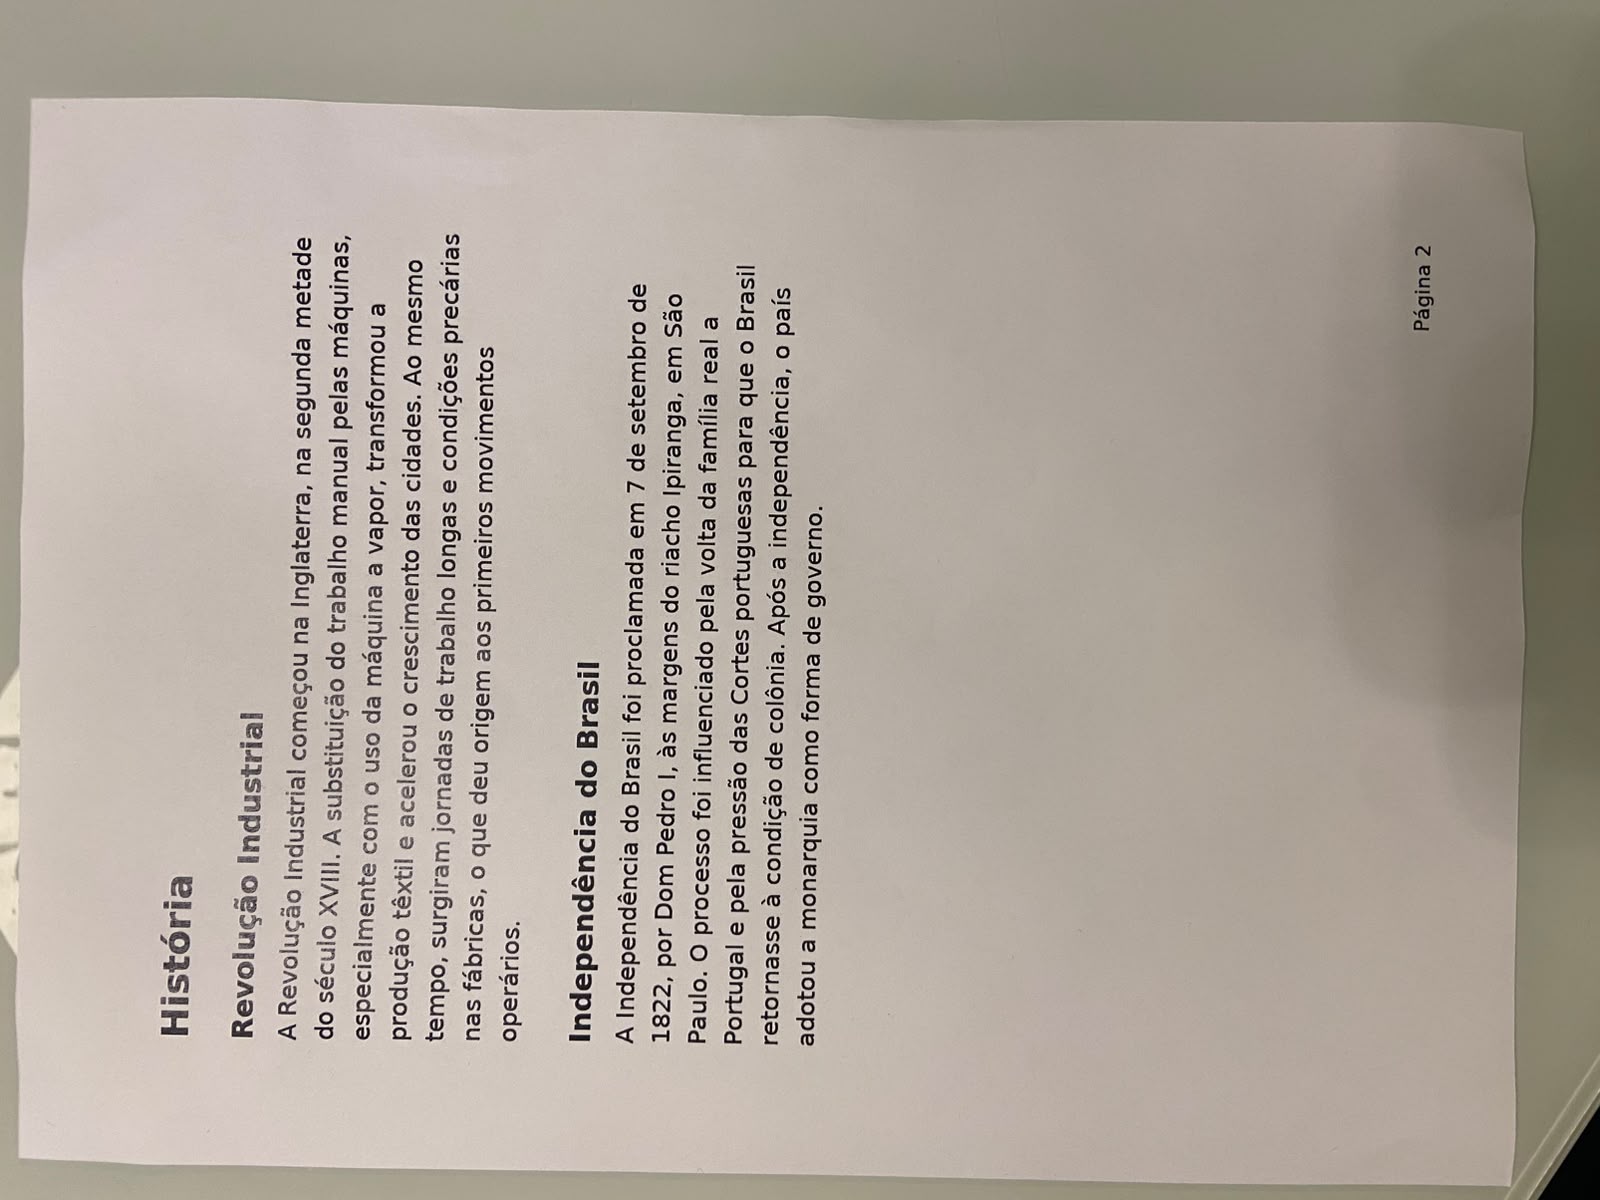 História
Revolução Industrial
A Revolução Industrial começou na Inglaterra, na segunda metade
do século XVIII. A substituição do trabalho manual pelas máquinas,
especialmente com o uso da máquina a vapor, transformou a
produção têxtil e acelerou o crescimento das cidades. Ao mesmo
tempo, surgiram jornadas de trabalho longas e condições precárias
nas fábricas, o que deu origem aos primeiros movimentos
operários.
Independência do Brasil
A Independência do Brasil foi proclamada em 7 de setembro de
1822, por Dom Pedro I, às margens do riacho Ipiranga, em São
Paulo. O processo foi influenciado pela volta da família real a
Portugal e pela pressão das Cortes portuguesas para que o Brasil
retornasse à condição de colônia. Após a independência, o país
adotou a monarquia como forma de governo.
Página 2